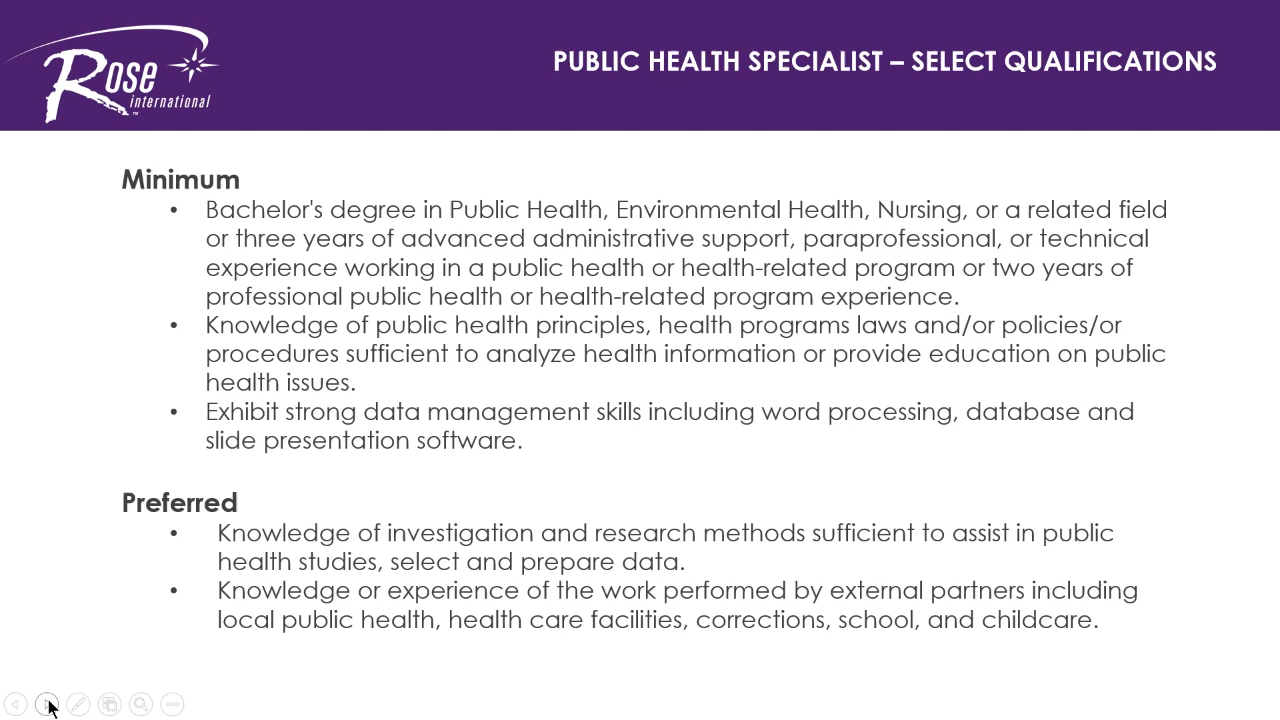 Rose
international
TM
PUBLIC HEALTH SPECIALIST – SELECT QUALIFICATIONS
Minimum
• Bachelor's degree in Public Health, Environmental Health, Nursing, or a related field
or three years of advanced administrative support, paraprofessional, or technical
experience working in a public health or health-related program or two years of
professional public health or health-related program experience.
• Knowledge of public health principles, health programs laws and/or policies/or
procedures sufficient to analyze health information or provide education on public
health issues.
• Exhibit strong data management skills including word processing, database and
slide presentation software.
Preferred
• Knowledge of investigation and research methods sufficient to assist in public
health studies, select and prepare data.
• Knowledge or experience of the work performed by external partners including
local public health, health care facilities, corrections, school, and childcare.